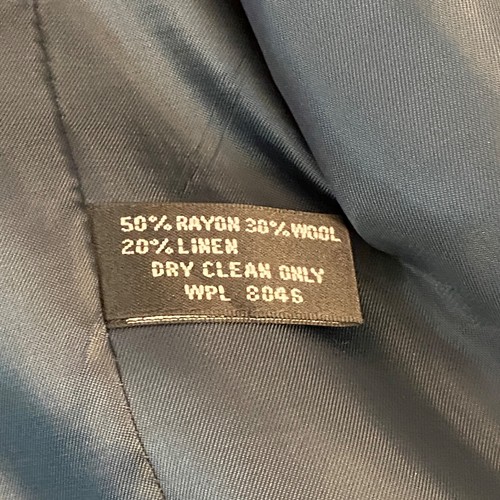 50% RAYON 30% WOOL
20% LINEN
DRY CLEAN ONLY
WPL 8046